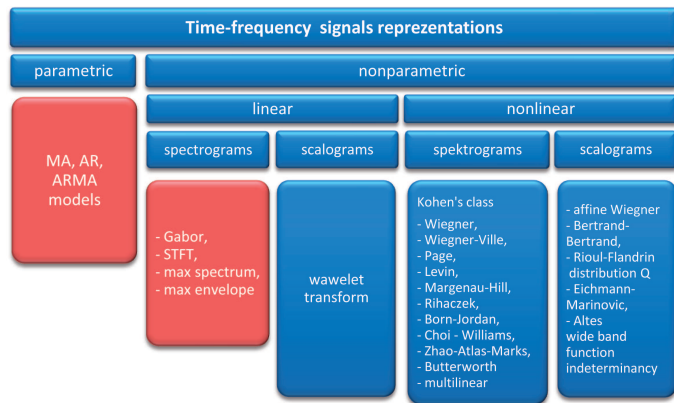 Time-frequency signals reprezentations
parametric
nonparametric
linear
nonlinear
spectrograms
scalograms
spektrograms
scalograms
MA, AR,
ARMA
models
- Gabor,
- STFT,
- max spectrum,
- max envelope
wawelet
transform
Kohen's class
- Wiegner,
- Wiegner-Ville,
- Page,
- Levin,
- Margenau-Hill,
- Rihaczek,
- Born-Jordan,
- Choi - Williams,
- Zhao-Atlas-Marks,
- Butterworth
- multilinear
- affine Wiegner
- Bertrand-
Bertrand,
- Rioul-Flandrin
distribution Q
- Eichmann-
Marinovic,
- Altes
wide band
function
indeterminancy